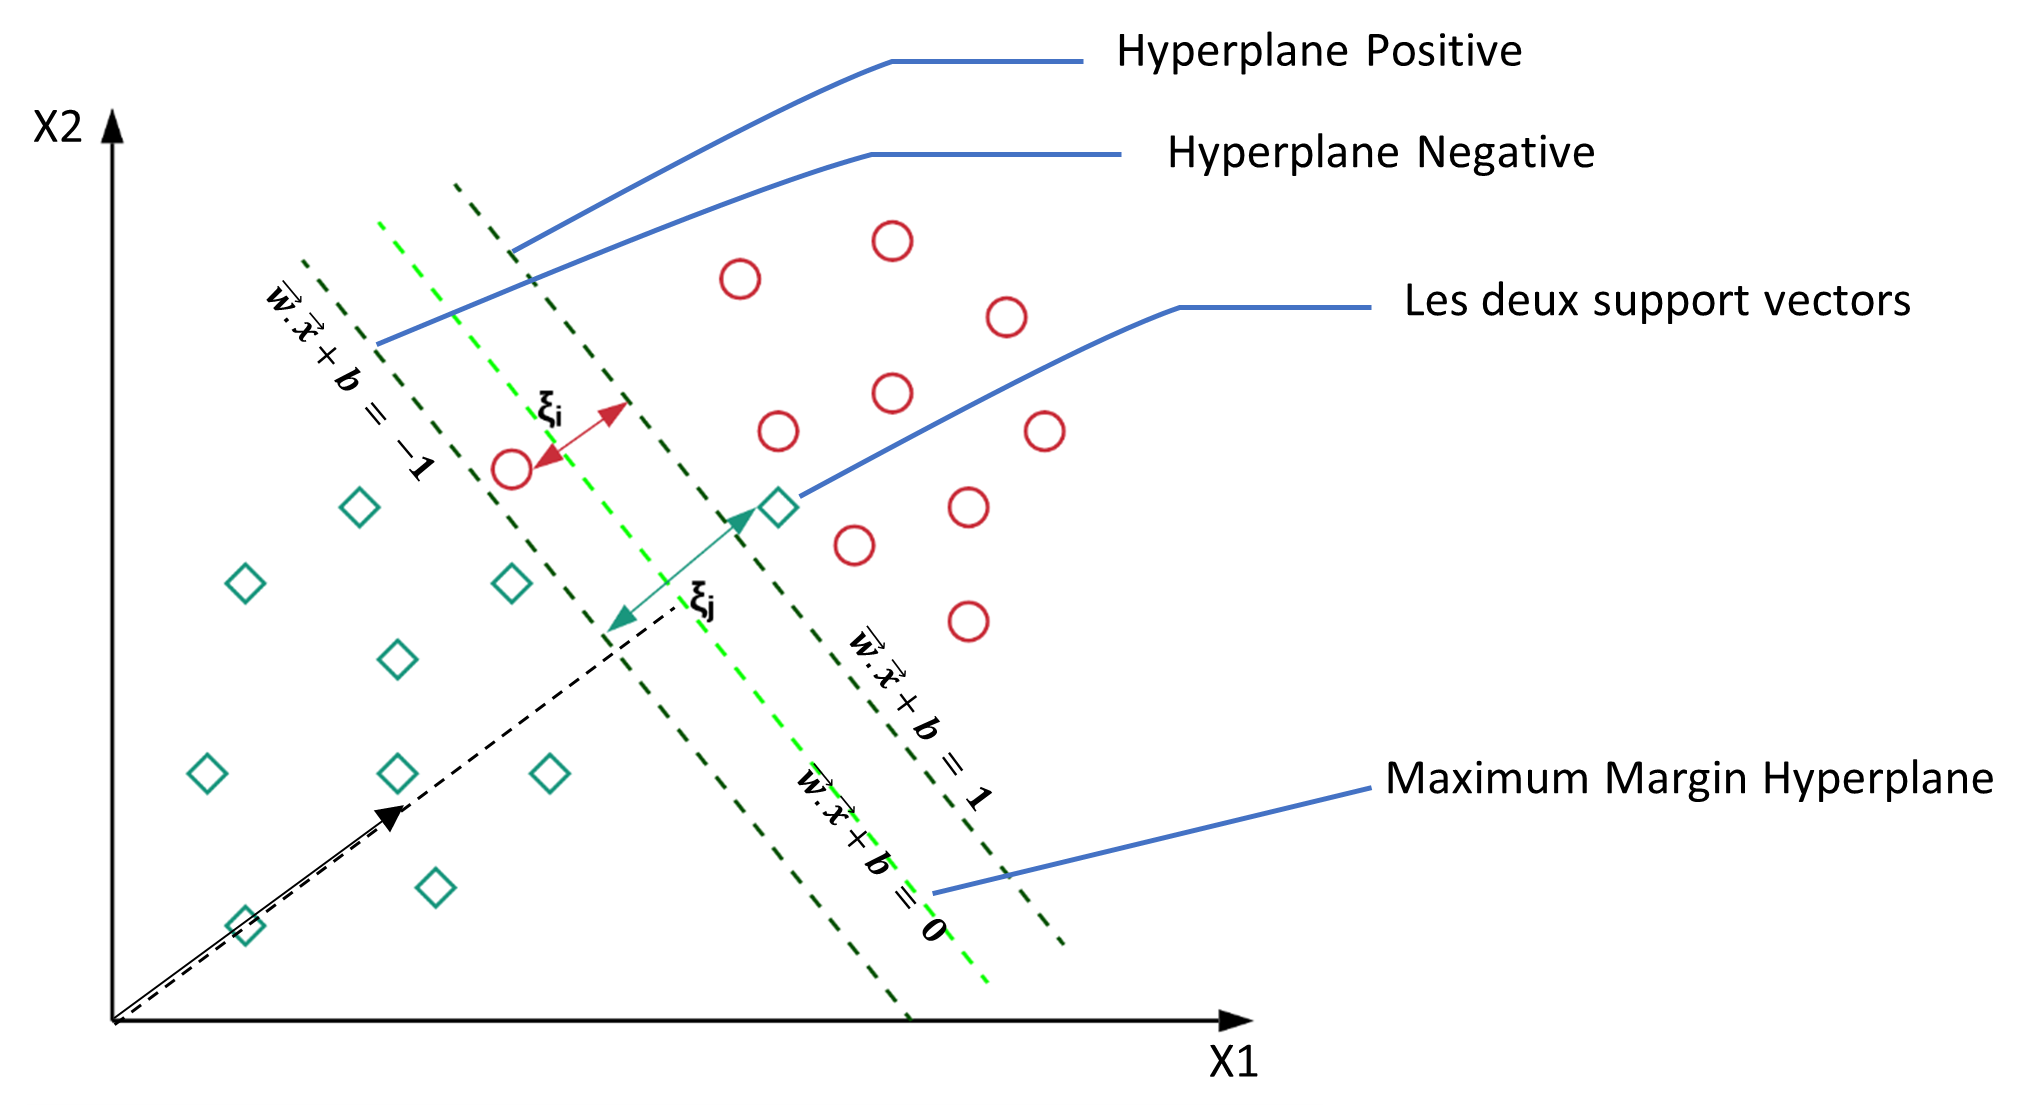 Hyperplane Positive
X2
Hyperplane Negative
Les deux support vectors
w⃗.x⃗ + b = −1
ξi
ξj
w⃗.x⃗ + b = 1
w⃗.x⃗ + b = 0
Maximum Margin Hyperplane
X1